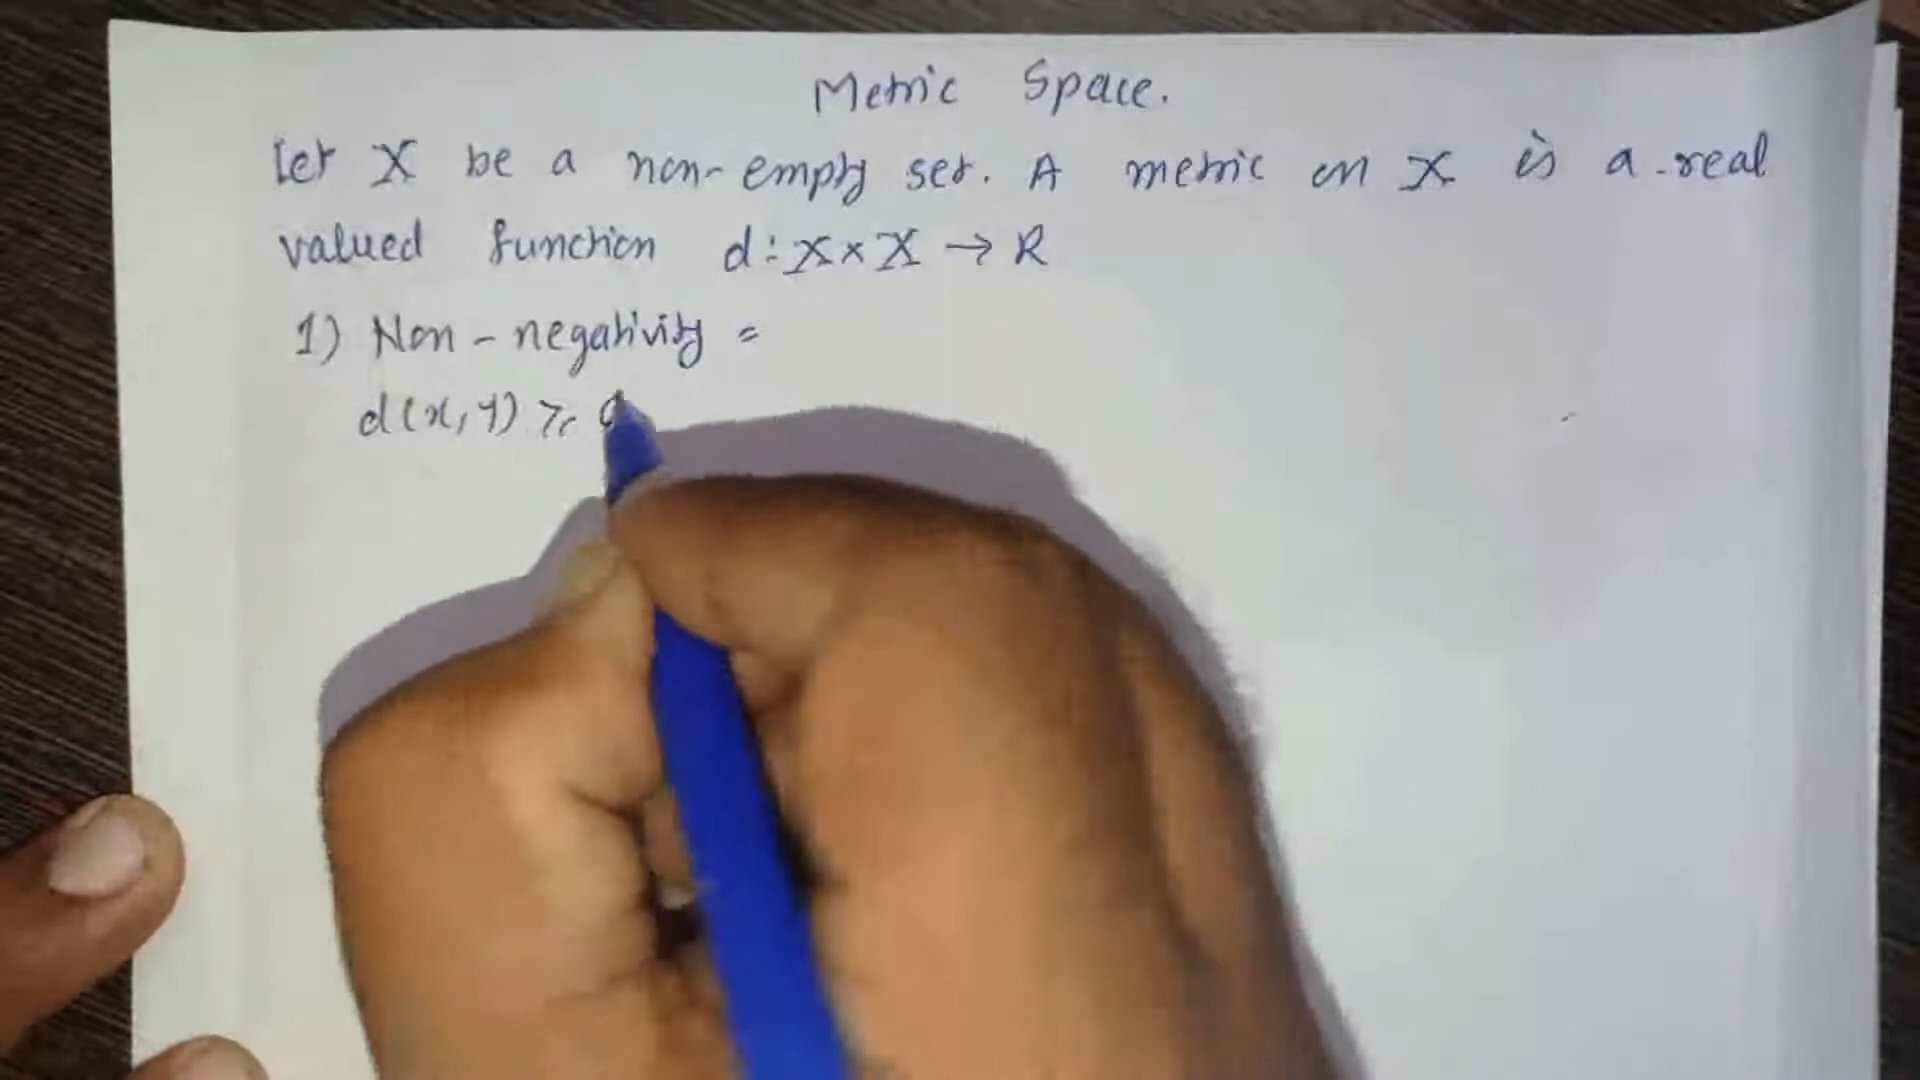 Metric Space.
Let X be a non-empty set. A metric on X is a real
valued function d: X × X → R
1) Non-negativity =
d(x, y) ≥ 0